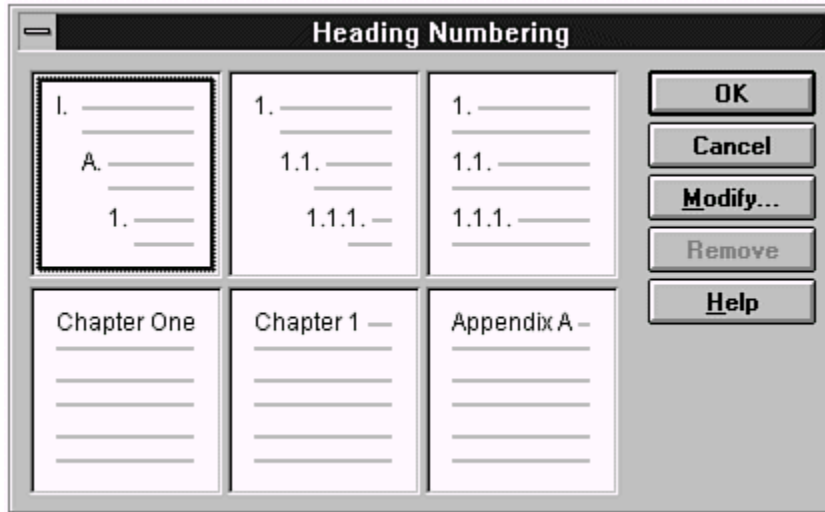 Heading Numbering
I.
A.
1.
1.
1.1.
1.1.1.
1.
1.1.
1.1.1.
Chapter One
Chapter 1
Appendix A
OK
Cancel
Modify...
Remove
Help